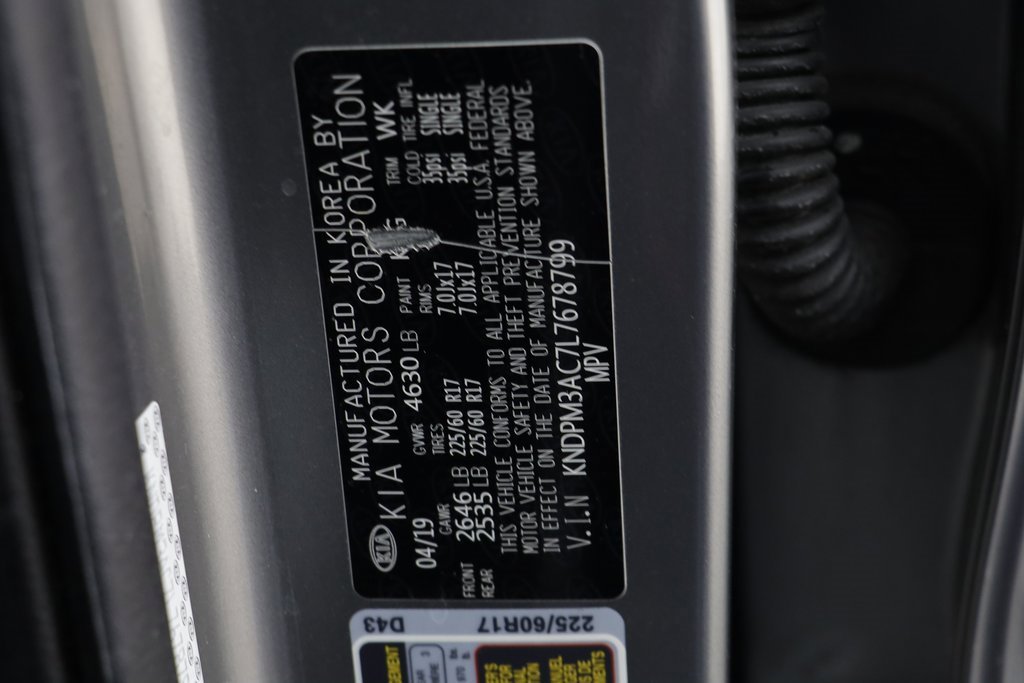 MANUFACTURED IN KOREA BY
KIA KIA MOTORS CORPORATION
04/19 GVWR 4630 LB PAINT TRIM WK
GAWR TIRES RIMS COLD TIRE INFL
FRONT 2646 LB 225/60 R17 7.0Jx17 35psi SINGLE
REAR 2535 LB 225/60 R17 7.0Jx17 35psi SINGLE
THIS VEHICLE CONFORMS TO ALL APPLICABLE U.S.A. FEDERAL
MOTOR VEHICLE SAFETY AND THEFT PREVENTION STANDARDS
IN EFFECT ON THE DATE OF MANUFACTURE SHOWN ABOVE.
V.I.N KNDPM3AC7L7678799
MPV
225/60R17 D43